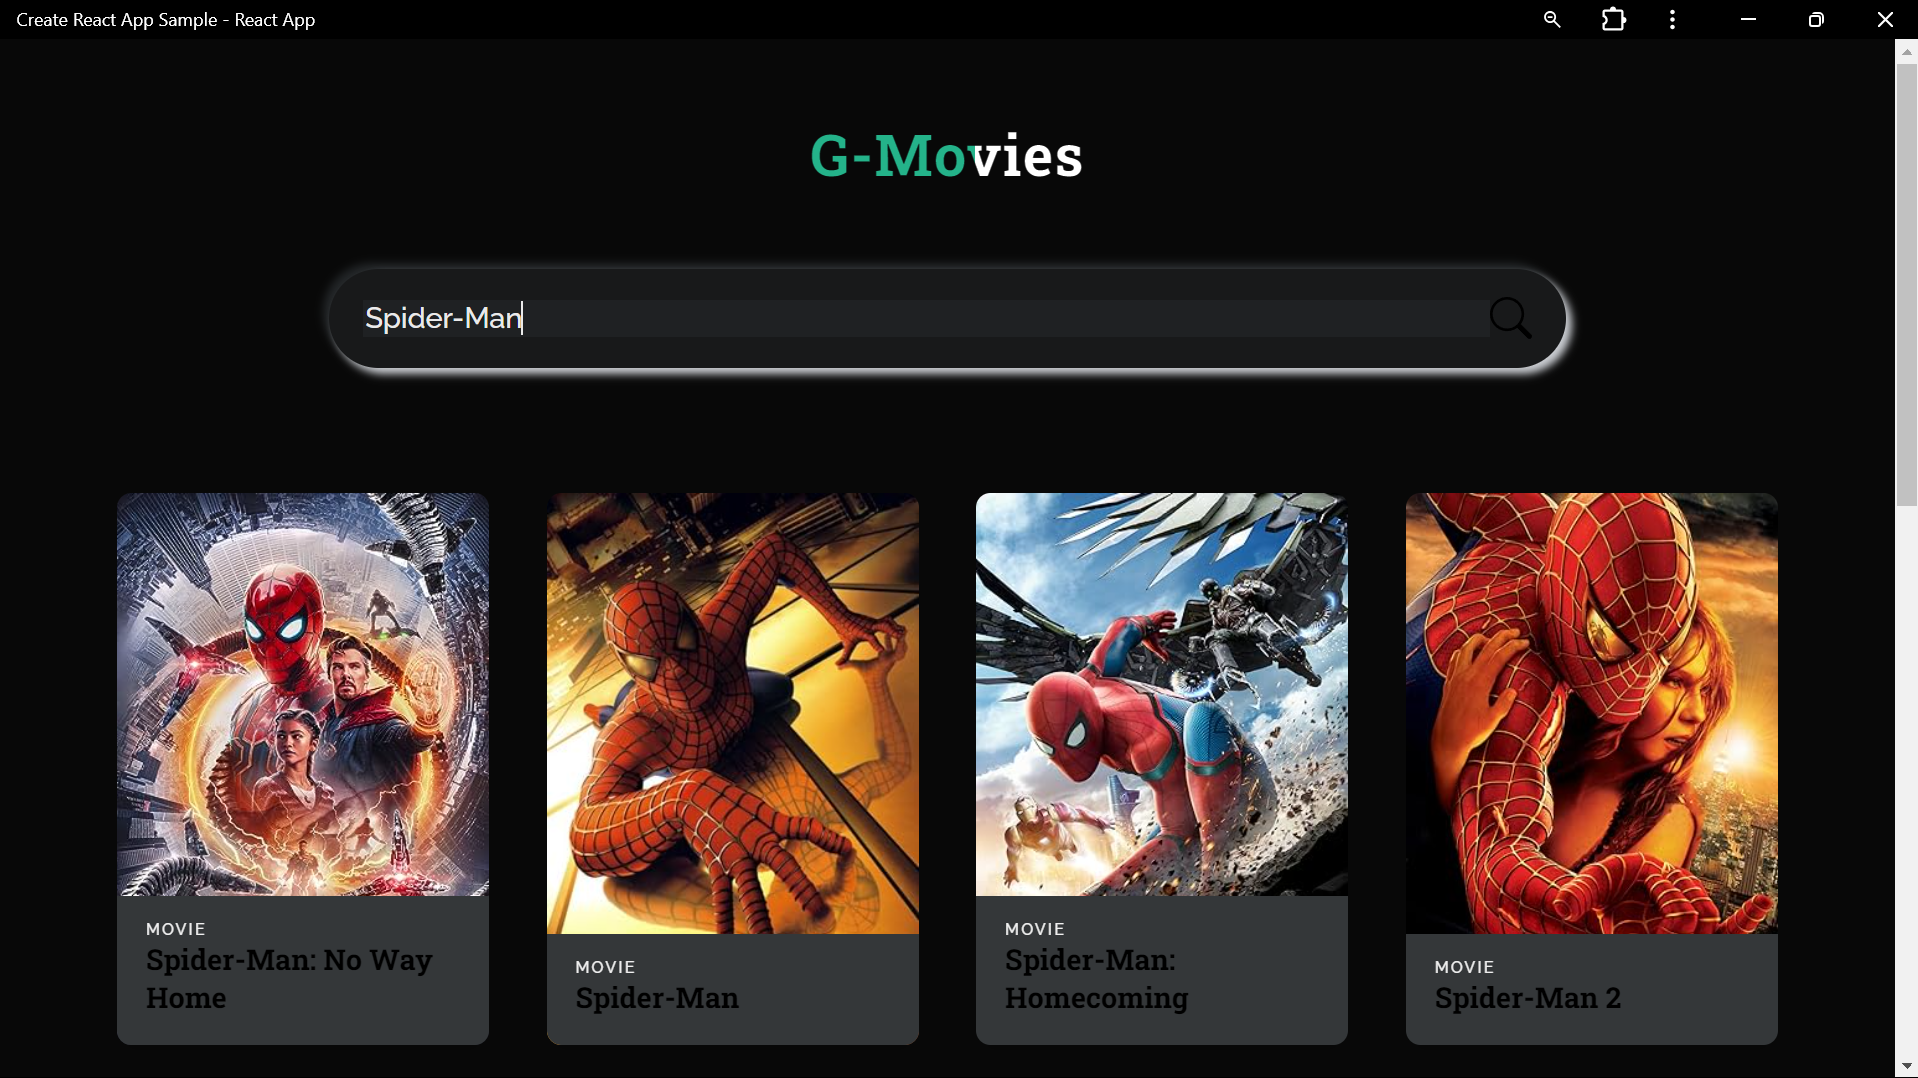 Create React App Sample - React App
G-Movies
Spider-Man
MOVIE
Spider-Man: No Way
Home
MOVIE
Spider-Man
MOVIE
Spider-Man:
Homecoming
MOVIE
Spider-Man 2